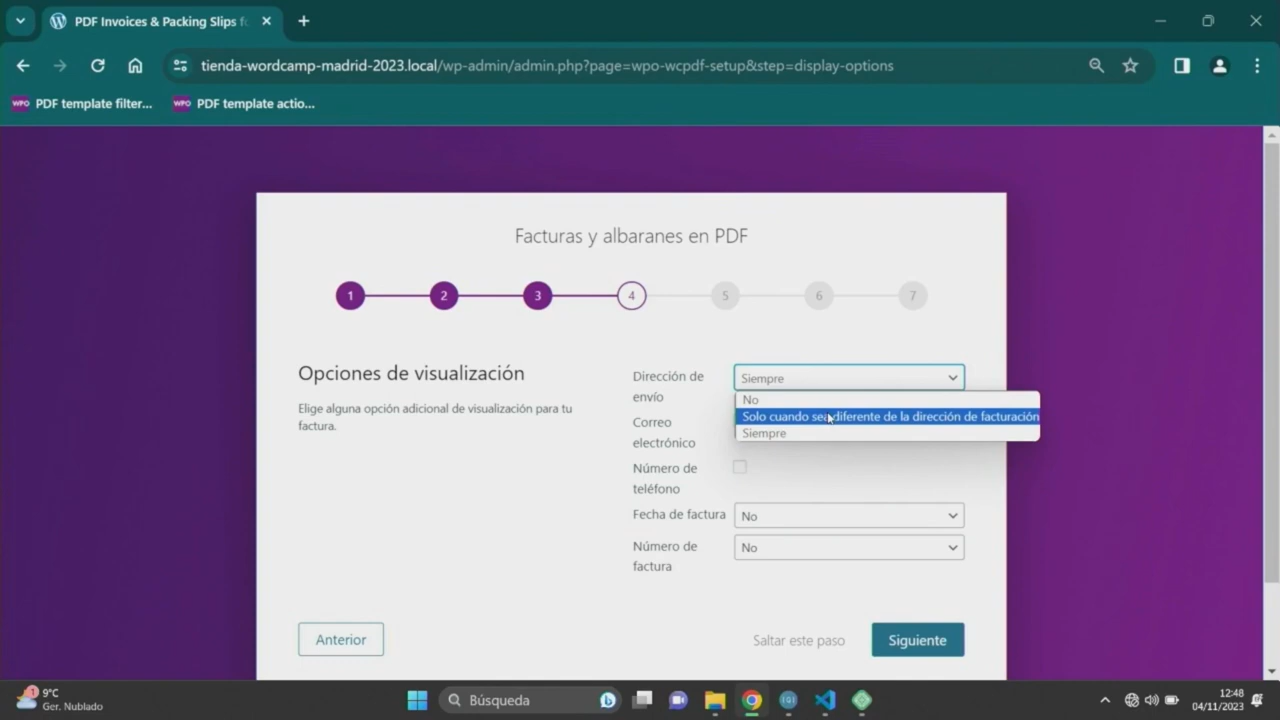 PDF Invoices & Packing Slips fo
tienda-wordcamp-madrid-2023.local/wp-admin/admin.php?page=wpo-wcpdf-setup&step=display-options
WPO PDF template filter...
WPO PDF template actio...
Facturas y albaranes en PDF
1 2 3 4 5 6 7
Opciones de visualización
Elige alguna opción adicional de visualización para tu
factura.
Dirección de
envío
Siempre
No
Solo cuando sea diferente de la dirección de facturación
Siempre
Correo
electrónico
Número de
teléfono
Fecha de factura
No
Número de
factura
No
Anterior
Saltar este paso
Siguiente
1
9°C
Ger. Nublado
Búsqueda
12:48
04/11/2023